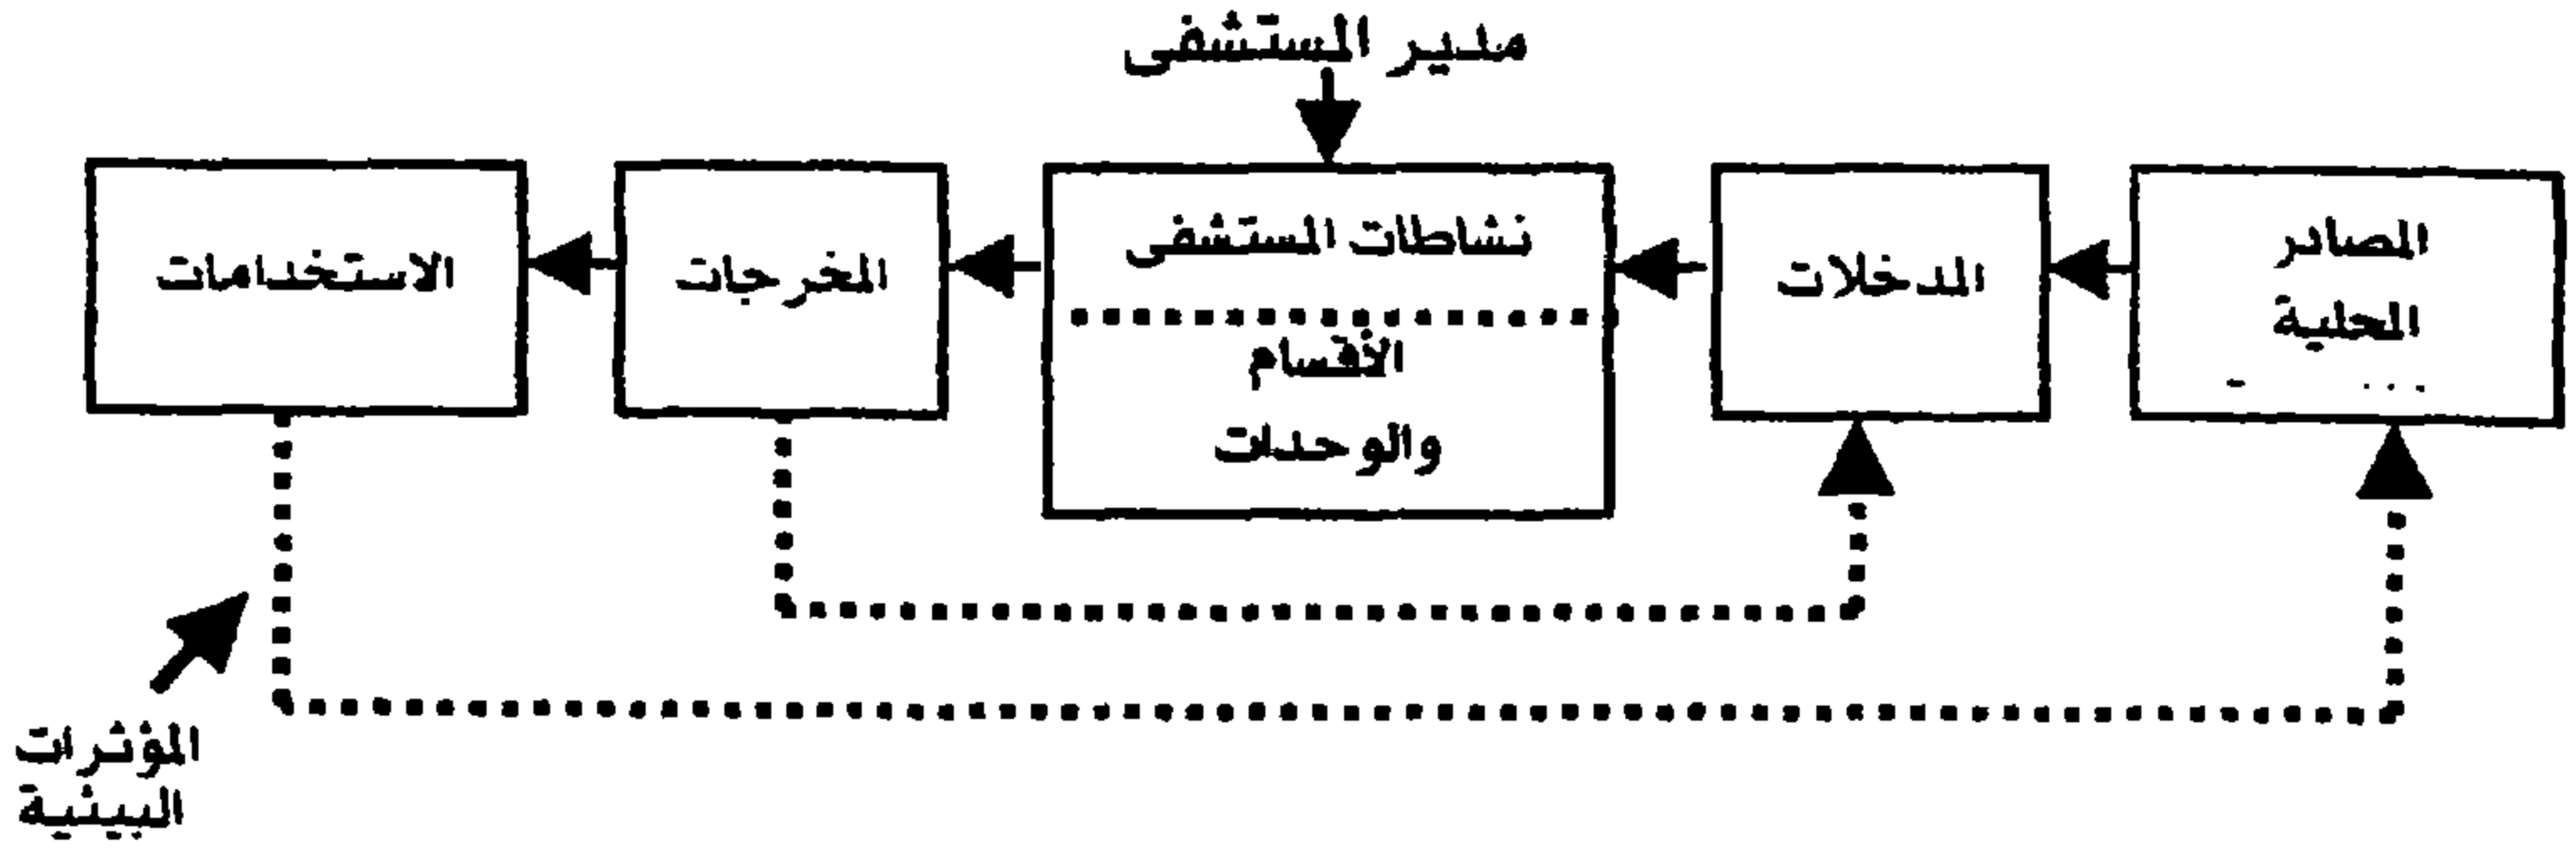 مدير المستشفى
المصادر
المحلية
المدخلات
نشاطات المستشفى
الأقسام
والوحدات
المخرجات
الاستخدامات
المؤثرات
البيئية